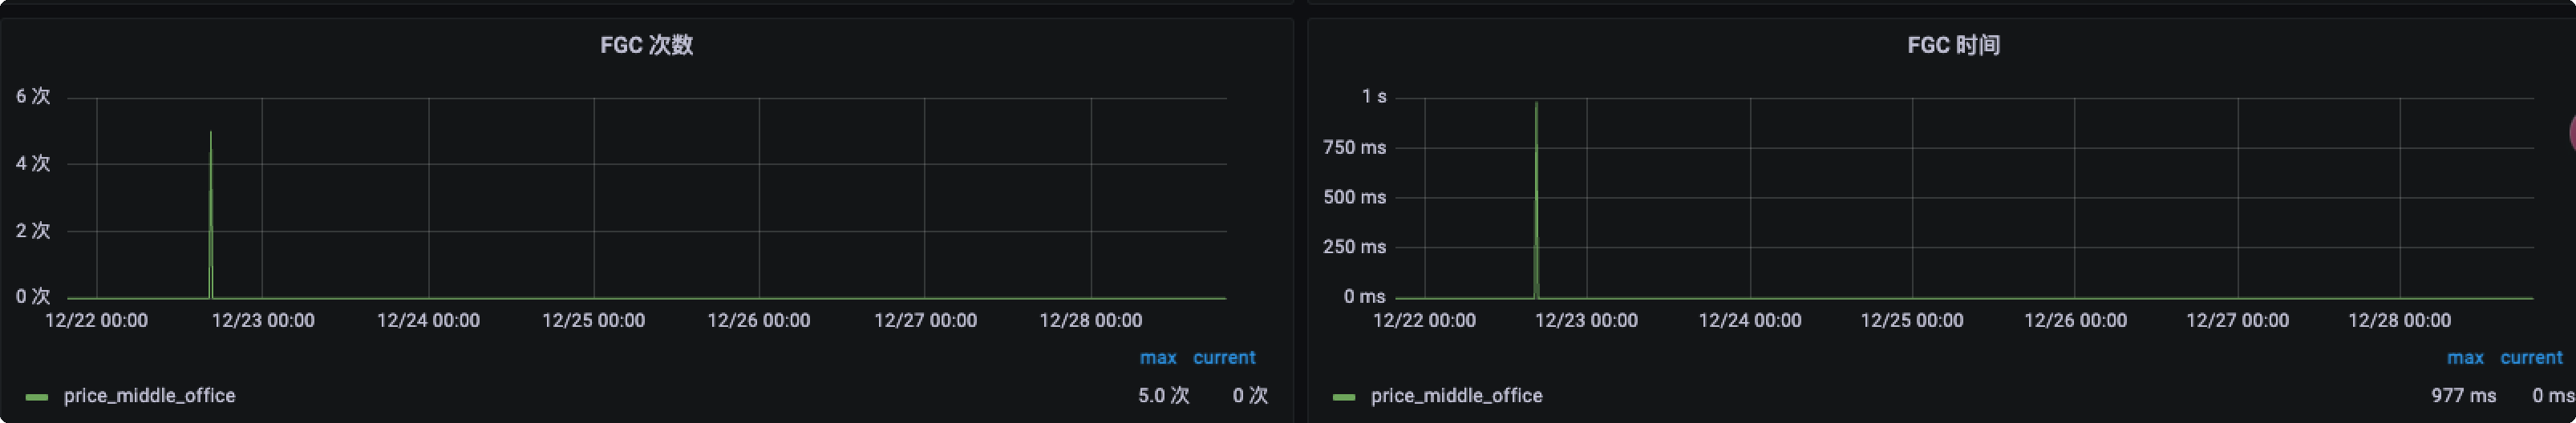 FGC 次数
6 次
4 次
2 次
0 次
12/22 00:00 12/23 00:00 12/24 00:00 12/25 00:00 12/26 00:00 12/27 00:00 12/28 00:00
max current
price_middle_office 5.0 次 0 次
FGC 时间
1 s
750 ms
500 ms
250 ms
0 ms
12/22 00:00 12/23 00:00 12/24 00:00 12/25 00:00 12/26 00:00 12/27 00:00 12/28 00:00
max current
price_middle_office 977 ms 0 ms